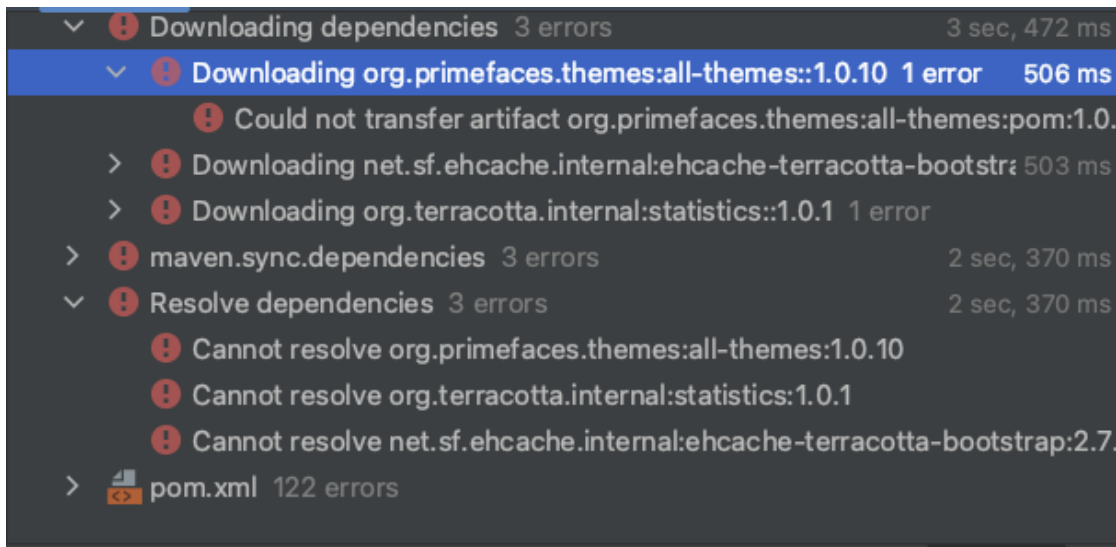 Downloading dependencies 3 errors 3 sec, 472 ms
Downloading org.primefaces.themes:all-themes::1.0.10 1 error 506 ms
Could not transfer artifact org.primefaces.themes:all-themes:pom:1.0.
Downloading net.sf.ehcache.internal:ehcache-terracotta-bootstra 503 ms
Downloading org.terracotta.internal:statistics::1.0.1 1 error
maven.sync.dependencies 3 errors 2 sec, 370 ms
Resolve dependencies 3 errors 2 sec, 370 ms
Cannot resolve org.primefaces.themes:all-themes:1.0.10
Cannot resolve org.terracotta.internal:statistics:1.0.1
Cannot resolve net.sf.ehcache.internal:ehcache-terracotta-bootstrap:2.7.
pom.xml 122 errors